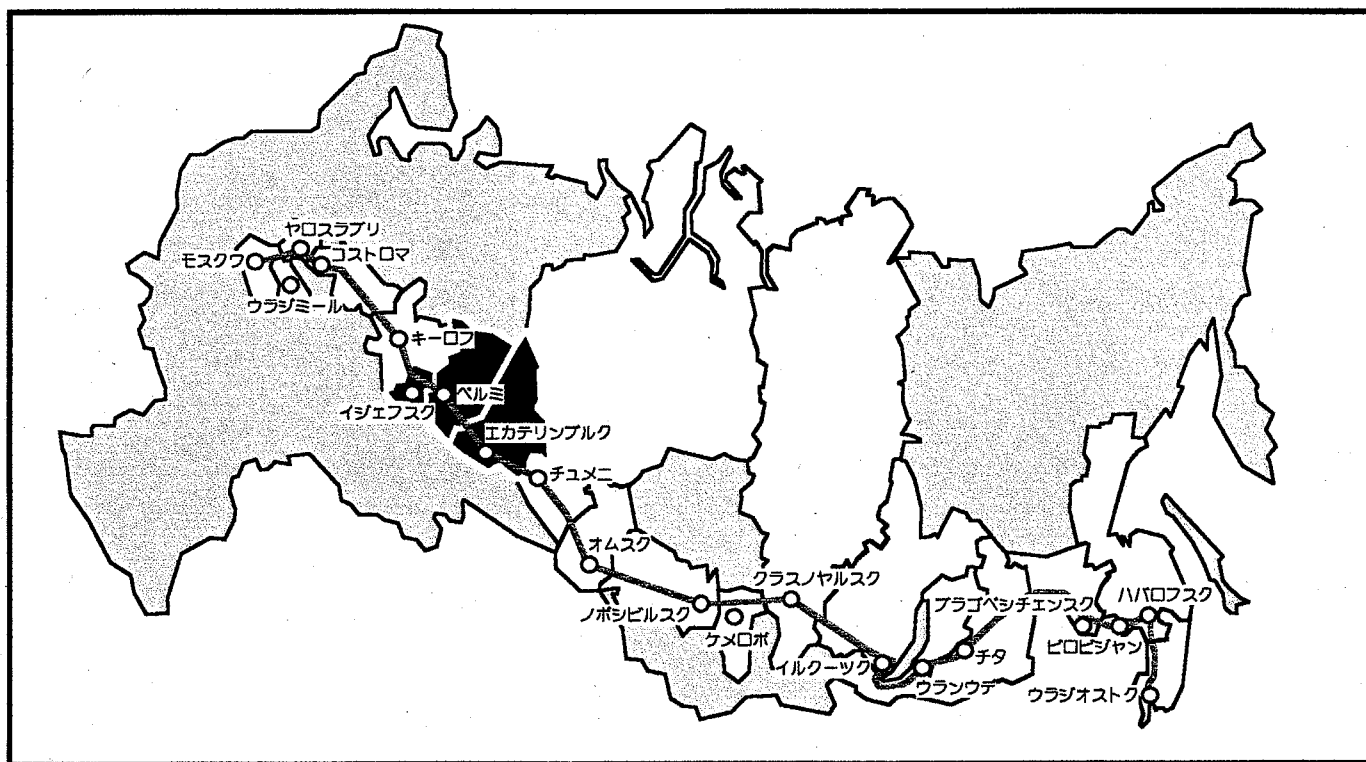 ヤロスラブリ
モスクワ
コストロマ
ウラジミール
キーロフ
ペルミ
イジェフスク
エカテリンブルク
チュメニ
オムスク
クラスノヤルスク
ノボシビルスク
ケメロボ
イルクーツク
ウランウデ
チタ
ブラゴベシチェンスク
ハバロフスク
ビロビジャン
ウラジオストク